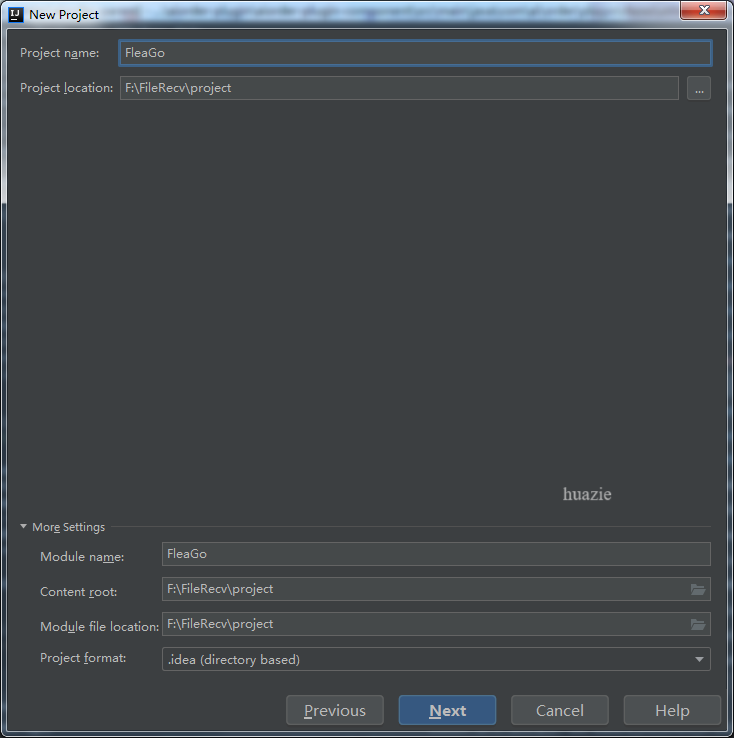 New Project
Project name: FleaGo
Project location: F:\FileRecv\project ...
huazie
More Settings
Module name: FleaGo
Content root: F:\FileRecv\project
Module file location: F:\FileRecv\project
Project format: .idea (directory based)
Previous Next Cancel Help